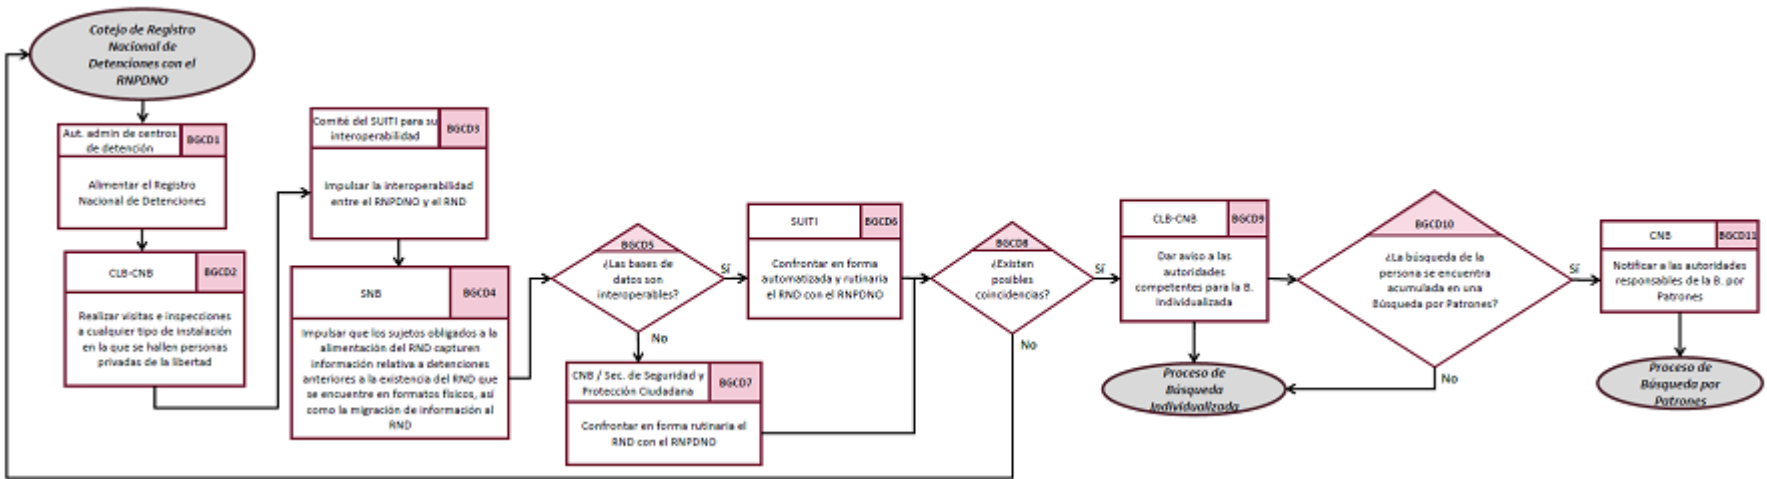 Cotejo de Registro
Nacional de
Detenciones con el
RNPDNO
Aut. admin de centros
de detención
BGCD1
Alimentar el Registro
Nacional de Detenciones
CLB-CNB
BGCD2
Realizar visitas e inspecciones
a cualquier tipo de instalación
en la que se hallen personas
privadas de la libertad
Comité del SUITI para su
interoperabilidad
BGCD3
Impulsar la interoperabilidad
entre el RNPDNO y el RND
SNB
BGCD4
Impulsar que los sujetos obligados a la
alimentación del RND capturen
información relativa a detenciones
anteriores a la existencia del RND que
se encuentre en formatos físicos, así
como la migración de información al
RND
BGCD5
¿Las bases de
datos son
interoperables?
Sí
No
SUITI
BGCD6
Confrontar en forma
automatizada y rutinaria
el RND con el RNPDNO
CNB / Sec. de Seguridad y
Protección Ciudadana
BGCD7
Confrontar en forma rutinaria el
RND con el RNPDNO
BGCD8
¿Existen
posibles
coincidencias?
Sí
No
CLB-CNB
BGCD9
Dar aviso a las
autoridades
competentes para la B.
Individualizada
Proceso de
Búsqueda
Individualizada
BGCD10
¿La búsqueda de la
persona se encuentra
acumulada en una
Búsqueda por Patrones?
Sí
No
CNB
BGCD11
Notificar a las autoridades
responsables de la B. por
Patrones
Proceso de
Búsqueda por
Patrones